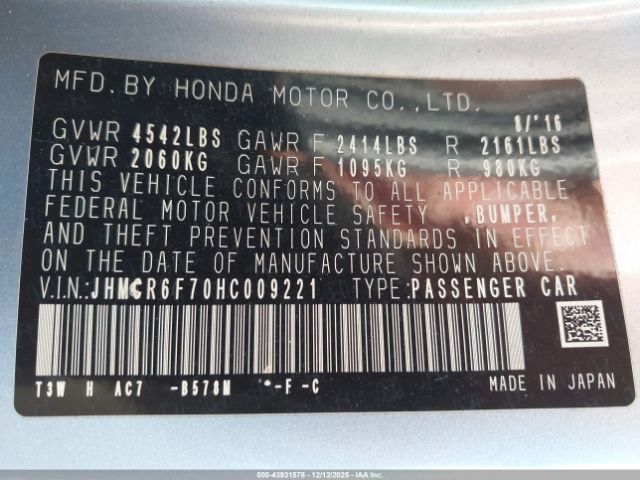 MFD. BY HONDA MOTOR CO., LTD.
8/'16
GVWR 4542LBS GAWR F 2414LBS R 2161LBS
GVWR 2060KG GAWR F 1095KG R 980KG
THIS VEHICLE CONFORMS TO ALL APPLICABLE
FEDERAL MOTOR VEHICLE SAFETY ,BUMPER,
AND THEFT PREVENTION STANDARDS IN EFFECT
ON THE DATE OF MANUFACTURE SHOWN ABOVE.
V.I.N.:JHMCR6F70HC009221 TYPE:PASSENGER CAR
T3W H AC7 -B578M -F -C
MADE IN JAPAN
000-43931578 - 12/12/2025 - IAAI.COM